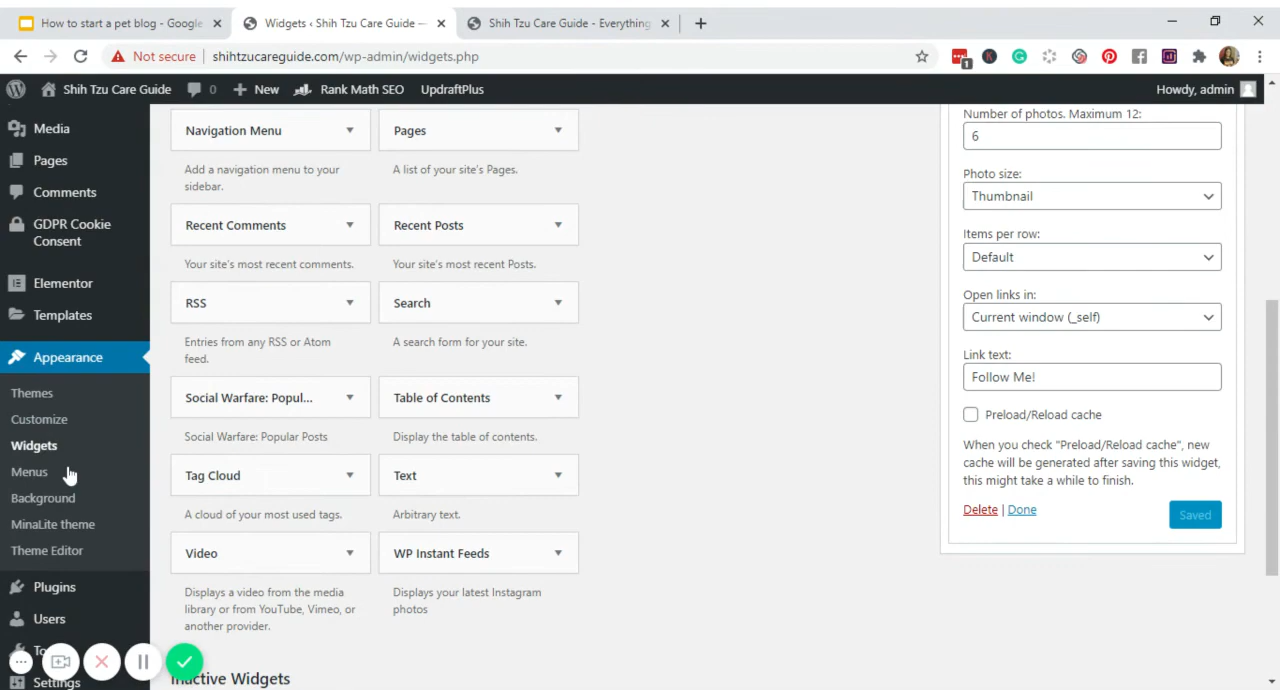 How to start a pet blog - Google
Widgets ‹ Shih Tzu Care Guide —
Shih Tzu Care Guide - Everything
Not secure
shihtzucareguide.com/wp-admin/widgets.php
1
Shih Tzu Care Guide
0
New
Rank Math SEO
UpdraftPlus
Howdy, admin
Media
Pages
Comments
GDPR Cookie
Consent
Elementor
Templates
Appearance
Themes
Customize
Widgets
Menus
Background
MinaLite theme
Theme Editor
Plugins
Users
Settings
Navigation Menu
Add a navigation menu to your
sidebar.
Pages
A list of your site's Pages.
Recent Comments
Your site's most recent comments.
Recent Posts
Your site's most recent Posts.
RSS
Entries from any RSS or Atom
feed.
Search
A search form for your site.
Social Warfare: Popul...
Social Warfare: Popular Posts
Table of Contents
Display the table of contents.
Tag Cloud
A cloud of your most used tags.
Text
Arbitrary text.
Video
Displays a video from the media
library or from YouTube, Vimeo, or
another provider.
WP Instant Feeds
Displays your latest Instagram
photos
Inactive Widgets
Number of photos. Maximum 12:
6
Photo size:
Thumbnail
Items per row:
Default
Open links in:
Current window (_self)
Link text:
Follow Me!
Preload/Reload cache
When you check "Preload/Reload cache", new
cache will be generated after saving this widget,
this might take a while to finish.
Delete | Done
Saved